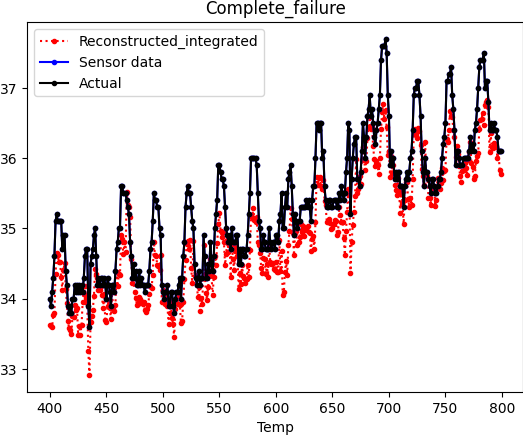 Complete_failure
Reconstructed_integrated
Sensor data
Actual
37
36
35
34
33
400 450 500 550 600 650 700 750 800
Temp